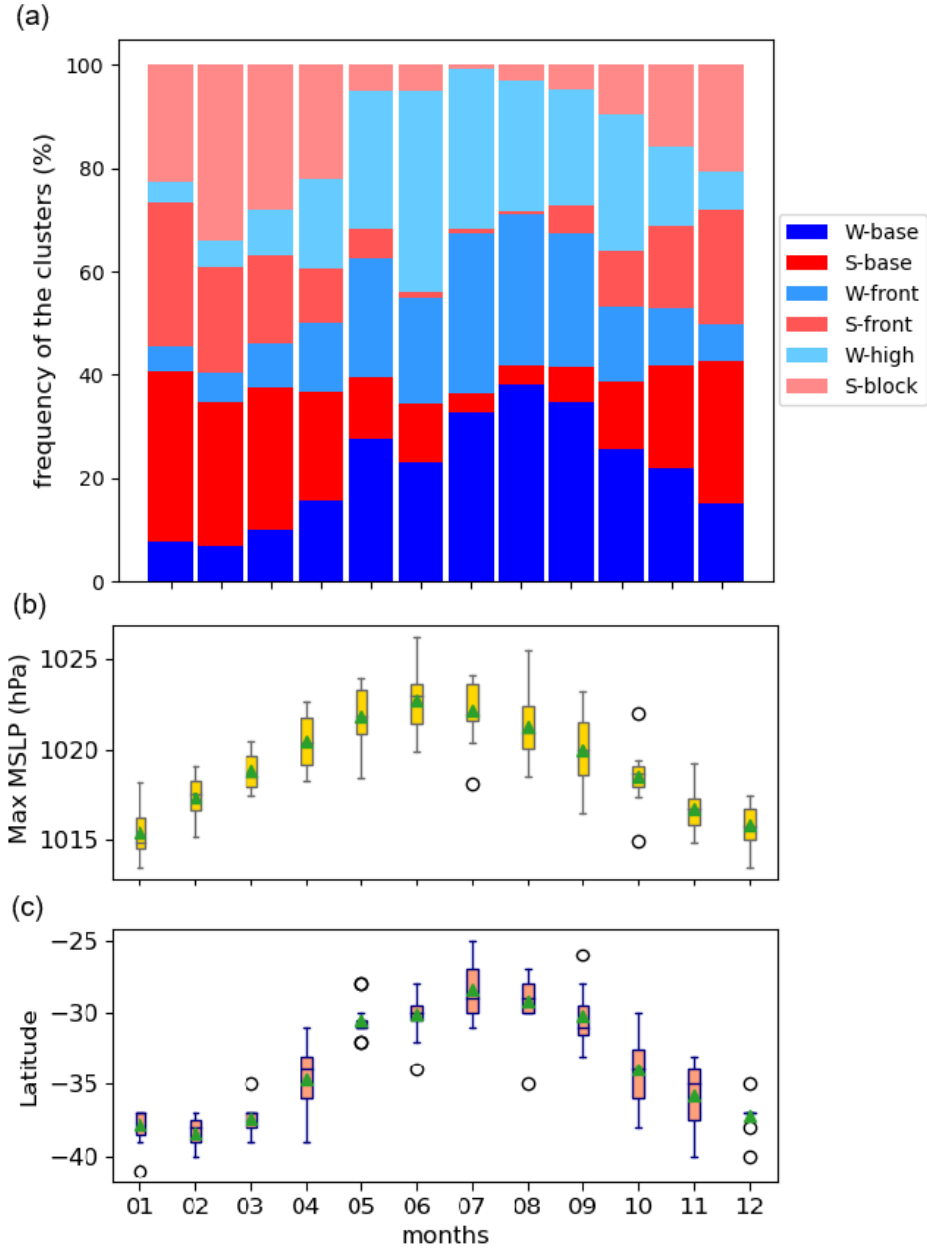 (a)
100
80
60
40
20
0
frequency of the clusters (%)
W-base
S-base
W-front
S-front
W-high
S-block
(b)
1025
1020
1015
Max MSLP (hPa)
(c)
−25
−30
−35
−40
Latitude
01 02 03 04 05 06 07 08 09 10 11 12
months